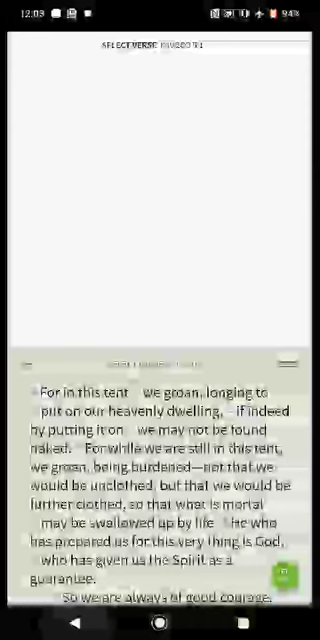 12:03
94%
SELECT VERSE
For in this tent we groan, longing to
put on our heavenly dwelling, if indeed
by putting it on we may not be found
naked. For while we are still in this tent,
we groan, being burdened—not that we
would be unclothed, but that we would be
further clothed, so that what is mortal
may be swallowed up by life He who
has prepared us for this very thing is God,
who has given us the Spirit as a
guarantee.
So we are always of good courage.